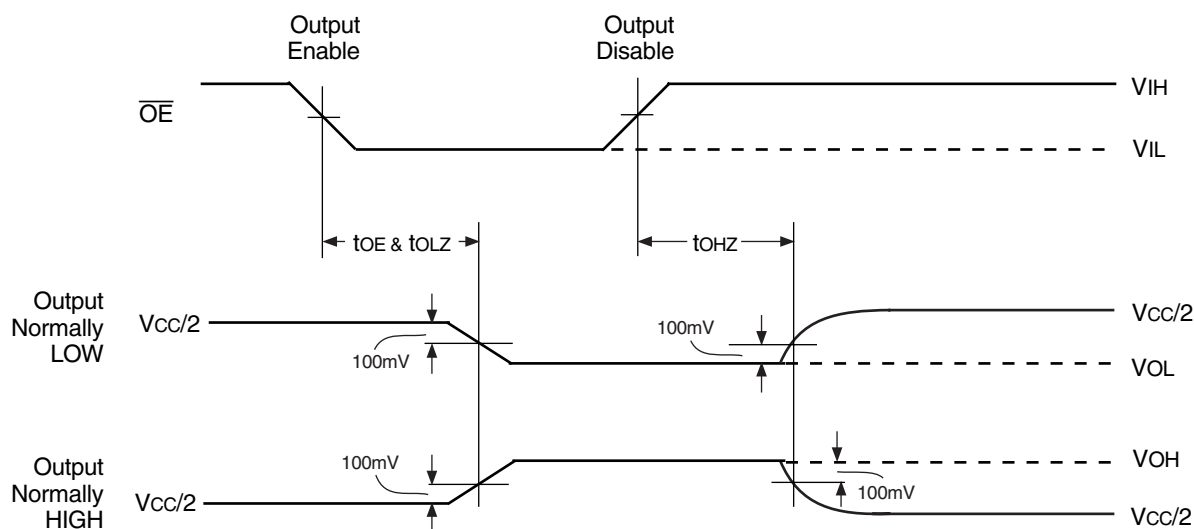 Output
Enable
Output
Disable
OE
VIH
VIL
tOE & tOLZ
tOHZ
Output
Normally
LOW
VCC/2
100mV
100mV
VCC/2
VOL
Output
Normally
HIGH
100mV
VCC/2
100mV
VOH
VCC/2